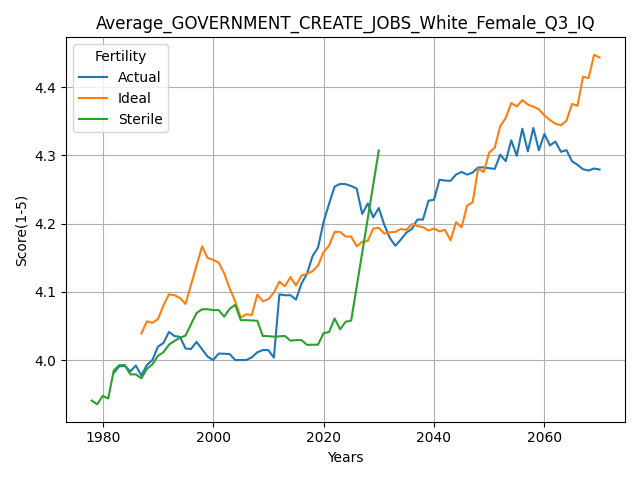 Average_GOVERNMENT_CREATE_JOBS_White_Female_Q3_IQ
Fertility
Actual
Ideal
Sterile
Score(1-5)
4.4
4.3
4.2
4.1
4.0
1980
2000
2020
2040
2060
Years